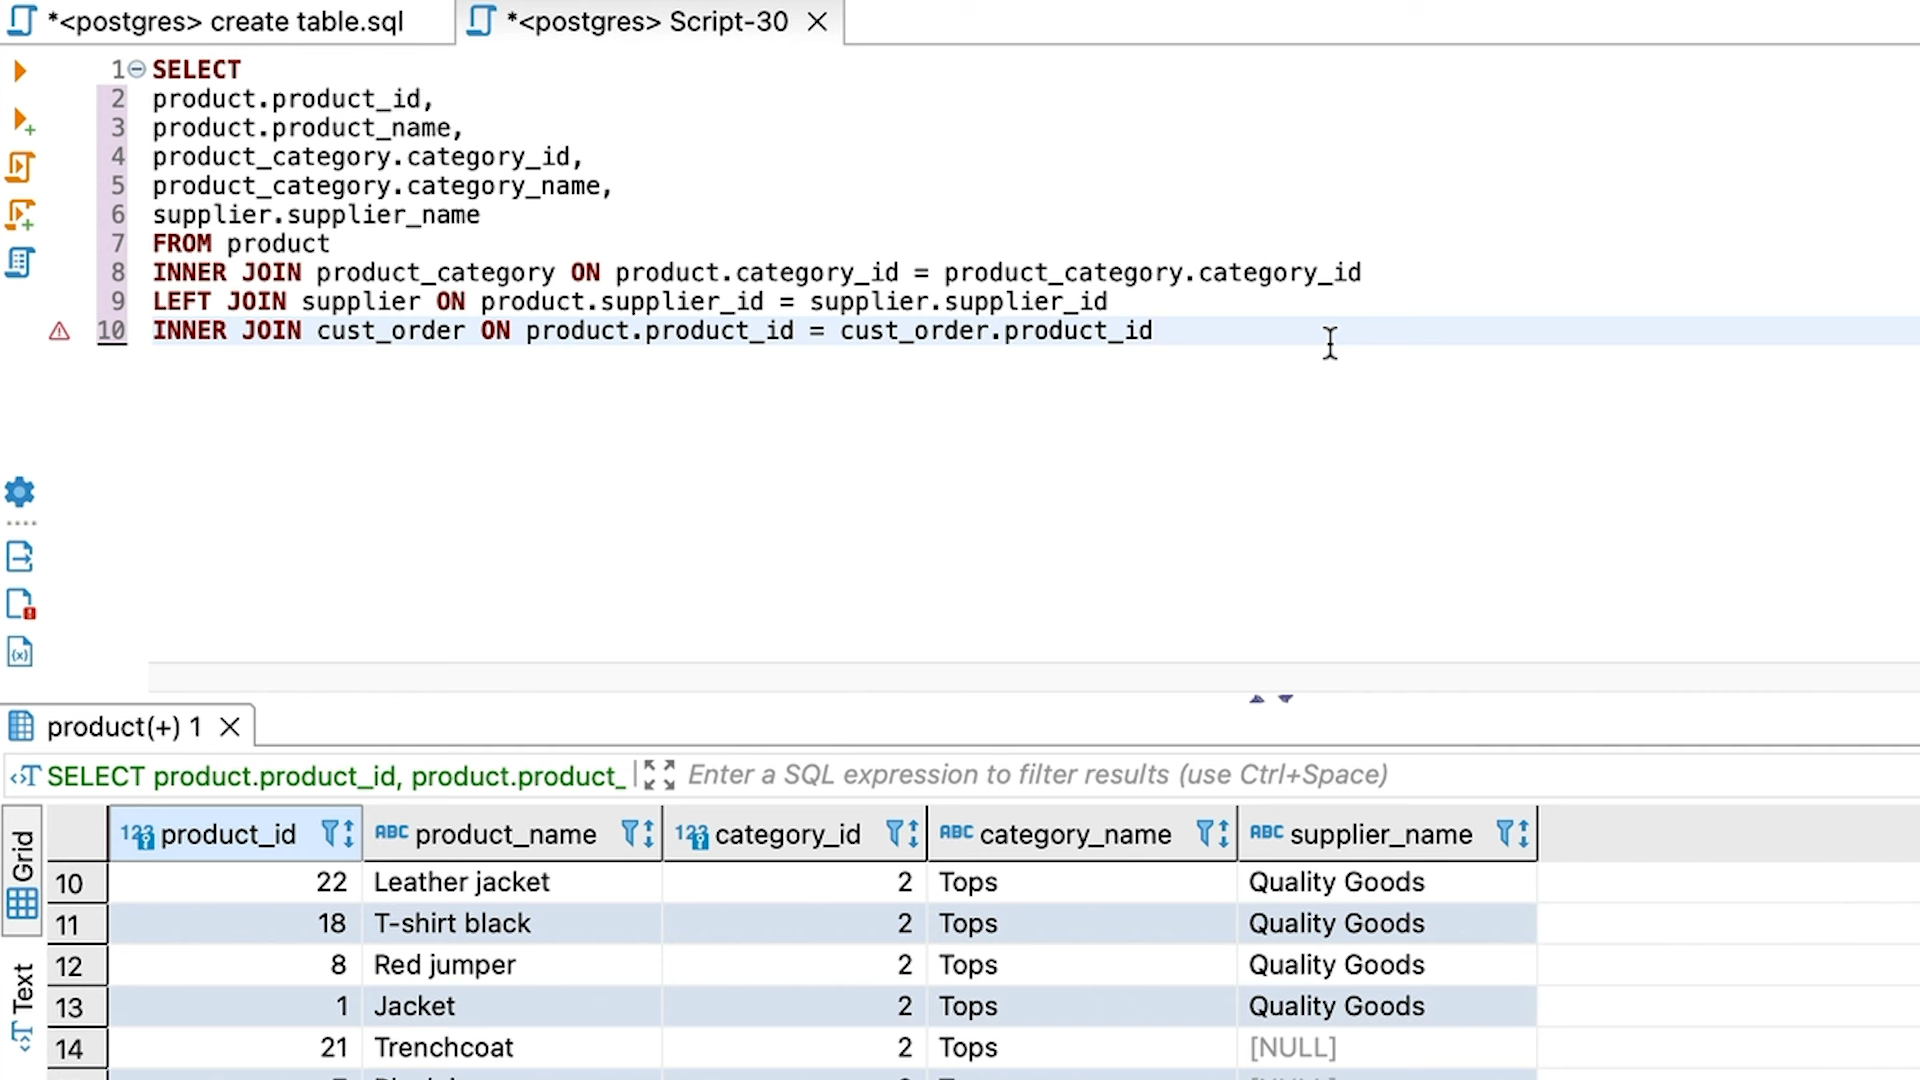 *<postgres> create table.sql
*<postgres> Script-30
1 SELECT
2 product.product_id,
3 product.product_name,
4 product_category.category_id,
5 product_category.category_name,
6 supplier.supplier_name
7 FROM product
8 INNER JOIN product_category ON product.category_id = product_category.category_id
9 LEFT JOIN supplier ON product.supplier_id = supplier.supplier_id
10 INNER JOIN cust_order ON product.product_id = cust_order.product_id
product(+) 1
SELECT product.product_id, product.product_ Enter a SQL expression to filter results (use Ctrl+Space)
Grid
Text
123 product_id ABC product_name 123 category_id ABC category_name ABC supplier_name
10 22 Leather jacket 2 Tops Quality Goods
11 18 T-shirt black 2 Tops Quality Goods
12 8 Red jumper 2 Tops Quality Goods
13 1 Jacket 2 Tops Quality Goods
14 21 Trenchcoat 2 Tops [NULL]